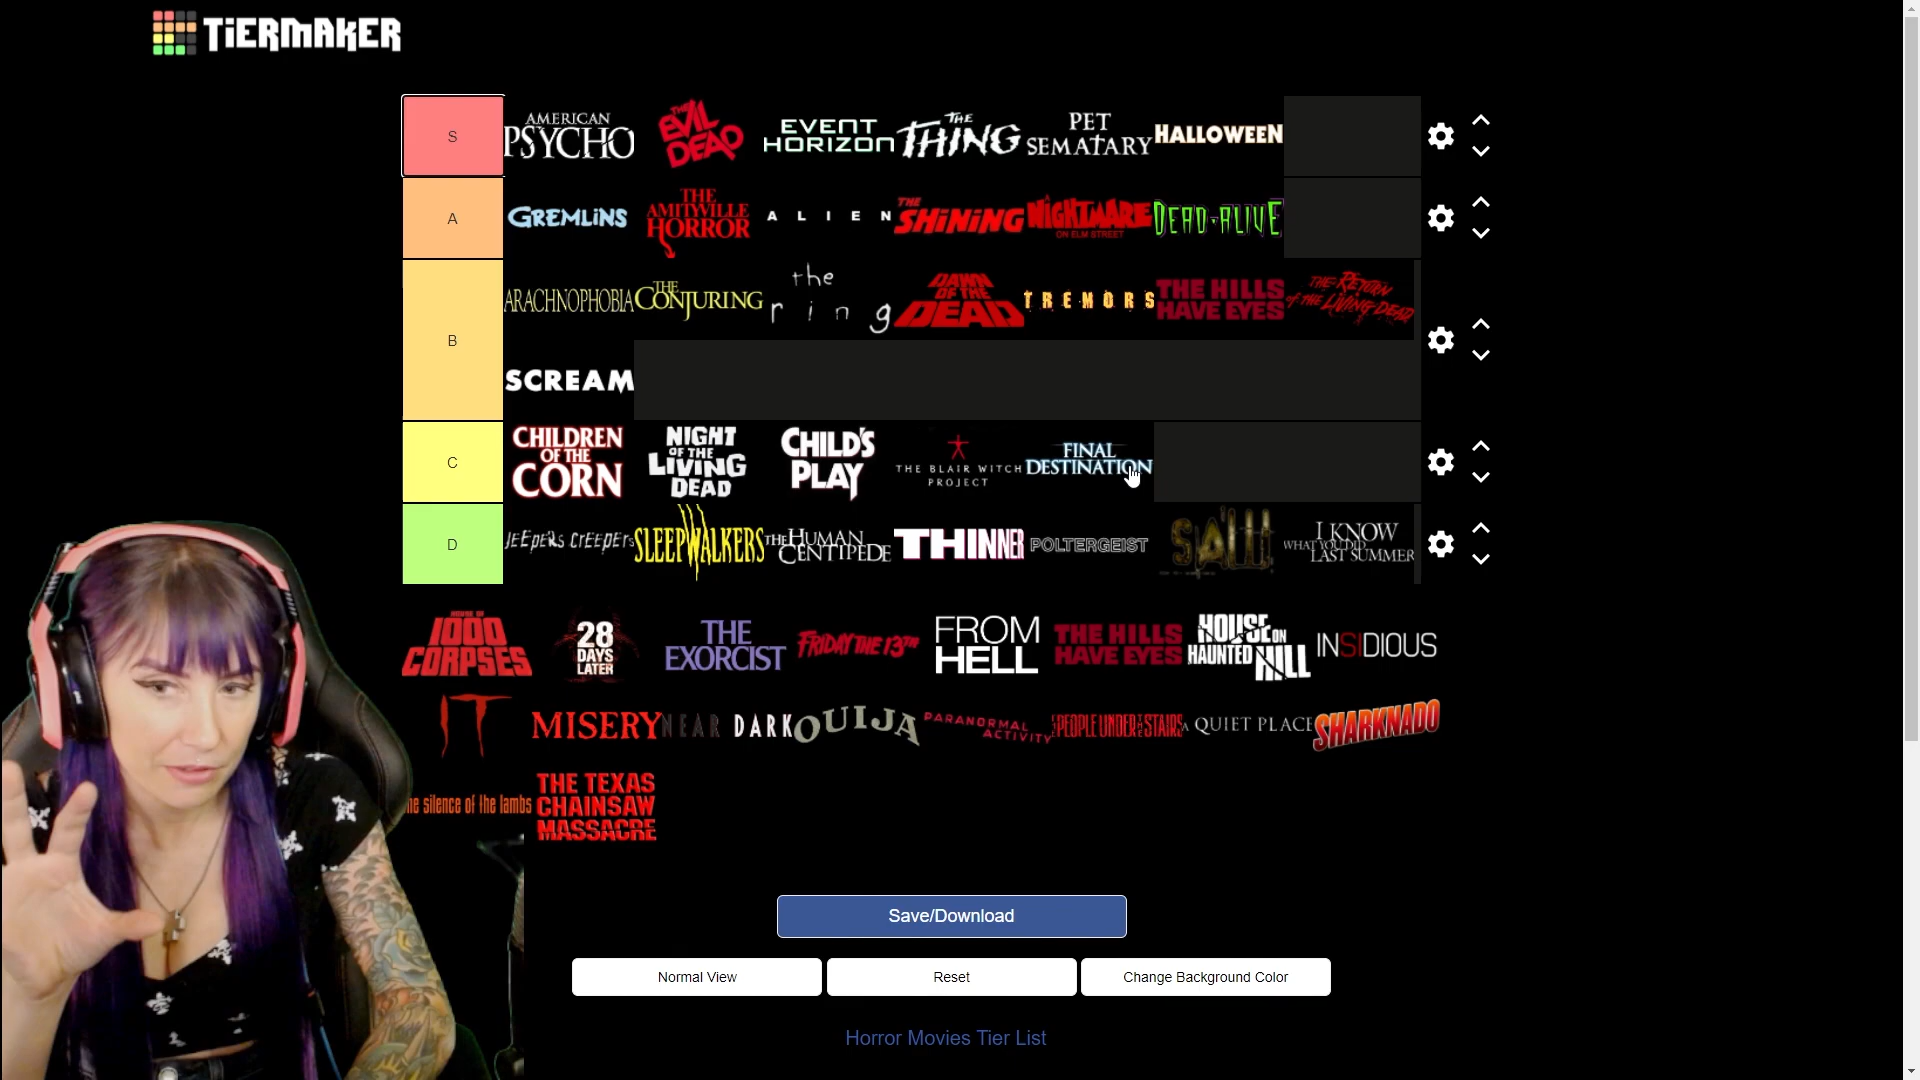 TiERMAKER
S
AMERICAN
PSYCHO
THE
EVIL
DEAD
EVENT
HORIZON
THE
THING
PET
SEMATARY
HALLOWEEN
A
GREMLINS
THE
AMITYVILLE
HORROR
ALIEN
THE
SHiNiNG
NIGHTMARE
ON ELM STREET
DEAD-ALIVE
B
ARACHNOPHOBIA
THE
CONJURING
the
ring
DAWN
OF THE
DEAD
TREMORS
THE HILLS
HAVE EYES
THE RETURN
of the LIVING DEAD
SCREAM
C
CHILDREN
OF THE
CORN
NIGHT
OF THE
LIVING
DEAD
CHILD'S
PLAY
THE BLAIR WITCH
PROJECT
FINAL
DESTINATION
D
JEEPERS CREEPERS
SLEEPWALKERS
THE HUMAN
CENTIPEDE
THINNER
POLTERGEIST
SAW
I KNOW
WHAT YOU DID
LAST SUMMER
HOUSE OF
1000
CORPSES
28
DAYS
LATER
THE
EXORCIST
FRIDAY THE 13TH
FROM
HELL
THE HILLS
HAVE EYES
HOUSE ON
HAUNTED HILL
INSIDIOUS
IT
MISERY
NEAR DARK
OUIJA
PARANORMAL
ACTIVITY
PEOPLE UNDER THE STAIRS
A QUIET PLACE
SHARKNADO
he silence of the lambs
THE TEXAS
CHAINSAW
MASSACRE
Save/Download
Normal View
Reset
Change Background Color
Horror Movies Tier List